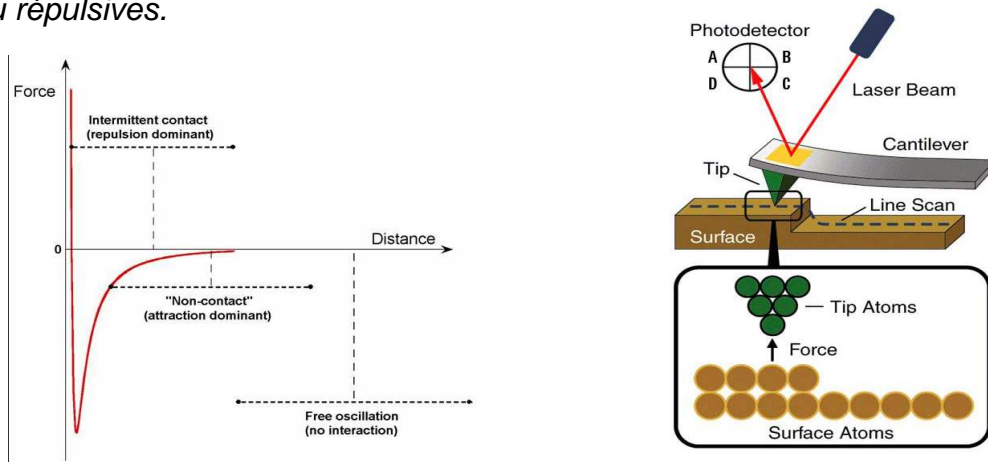 u répulsives.
Force
Intermittent contact
(repulsion dominant)
0
Distance
"Non-contact"
(attraction dominant)
Free oscillation
(no interaction)
Photodetector
A
B
D
C
Laser Beam
Cantilever
Tip
Line Scan
Surface
Tip Atoms
Force
Surface Atoms